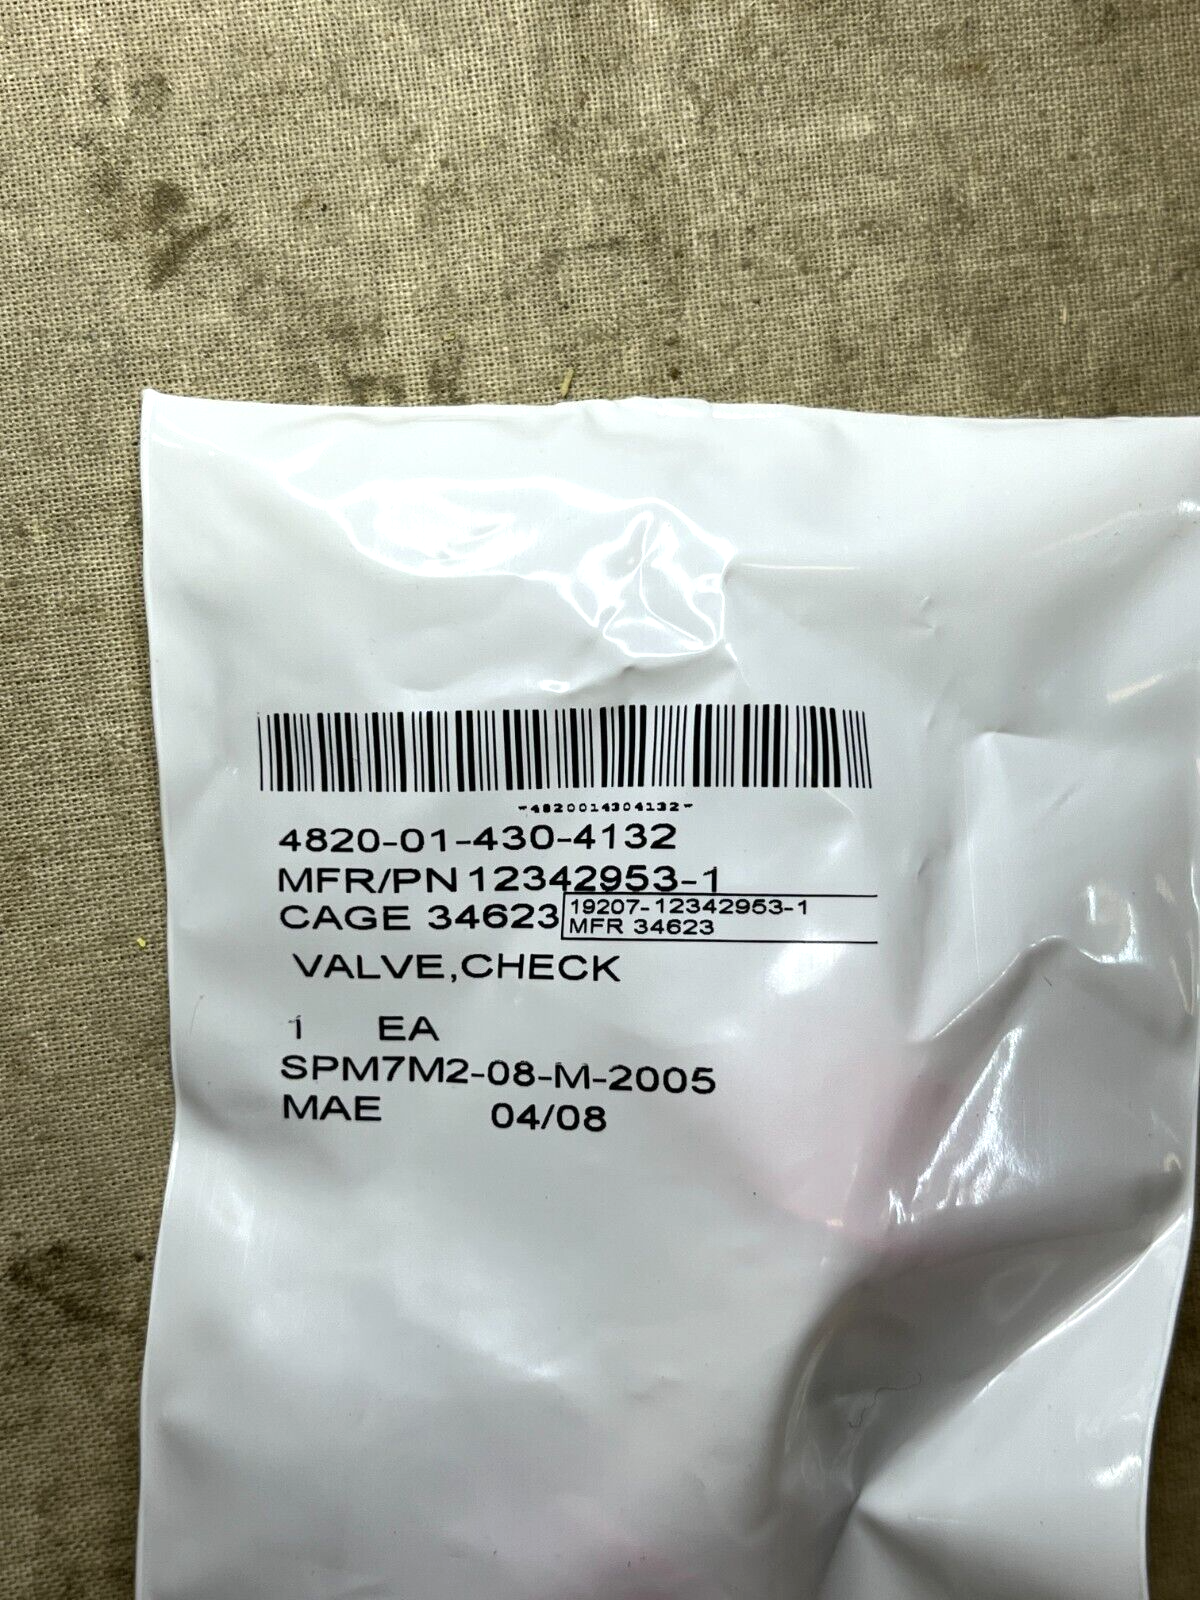 -4820014304132-
4820-01-430-4132
MFR/PN 12342953-1
CAGE 34623
19207-12342953-1
MFR 34623
VALVE,CHECK
1 EA
SPM7M2-08-M-2005
MAE 04/08